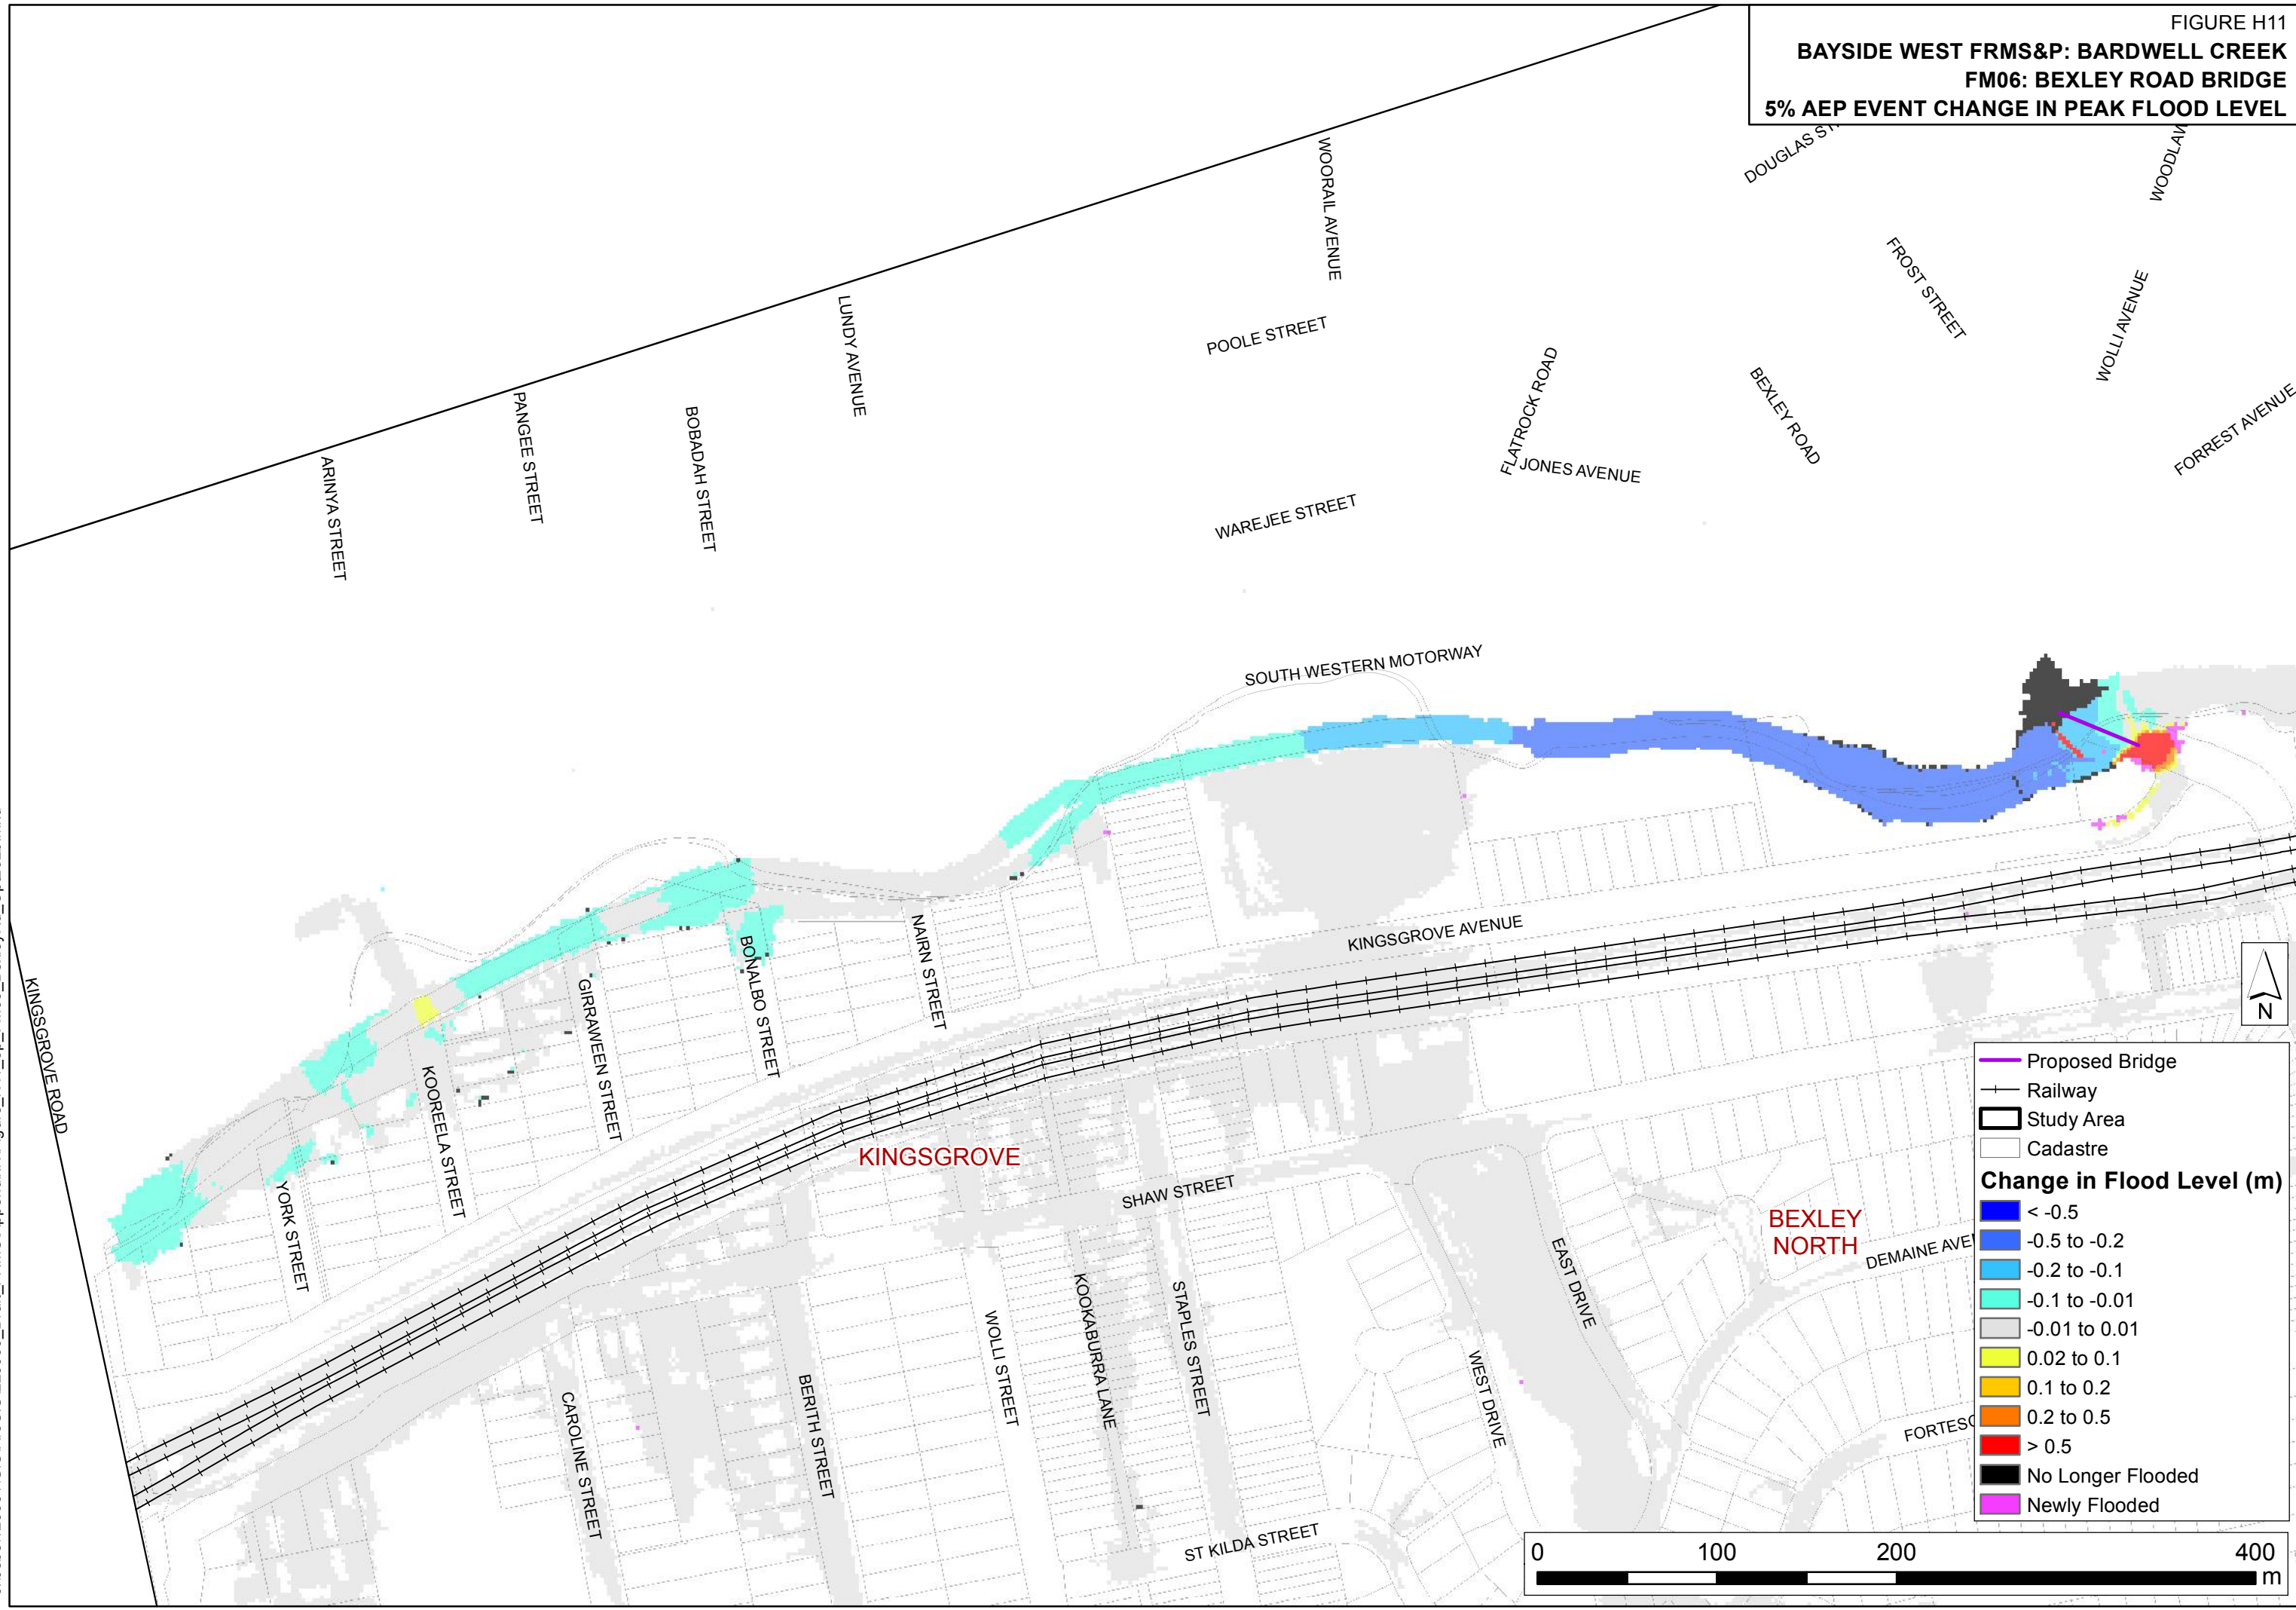 FIGURE H11
BAYSIDE WEST FRMS&P: BARDWELL CREEK
FM06: BEXLEY ROAD BRIDGE
5% AEP EVENT CHANGE IN PEAK FLOOD LEVEL
DOUGLAS
WOORAIL AVENUE
FROST STREET
WOLLI AVENUE
LUNDY AVENUE
POOLE STREET
FLATROCK ROAD
BEXLEY ROAD
FORREST AVENUE
PANGEE STREET
BOBADAH STREET
ARINYA STREET
JONES AVENUE
WAREJEE STREET
SOUTH WESTERN MOTORWAY
KINGSGROVE AVENUE
NAIRN STREET
BONALBO STREET
GIRRAWEEN STREET
KOOREELA STREET
YORK STREET
KINGSGROVE ROAD
KINGSGROVE
SHAW STREET
BEXLEY
NORTH
DEMAINE
EAST DRIVE
WEST DRIVE
STAPLES STREET
KOOKABURRA LANE
WOLLI STREET
BERITH STREET
CAROLINE STREET
ST KILDA STREET
N
Proposed Bridge
Railway
Study Area
Cadastre
Change in Flood Level (m)
< -0.5
-0.5 to -0.2
-0.2 to -0.1
-0.1 to -0.01
-0.01 to 0.01
0.02 to 0.1
0.1 to 0.2
0.2 to 0.5
> 0.5
No Longer Flooded
Newly Flooded
0 100 200 400
m